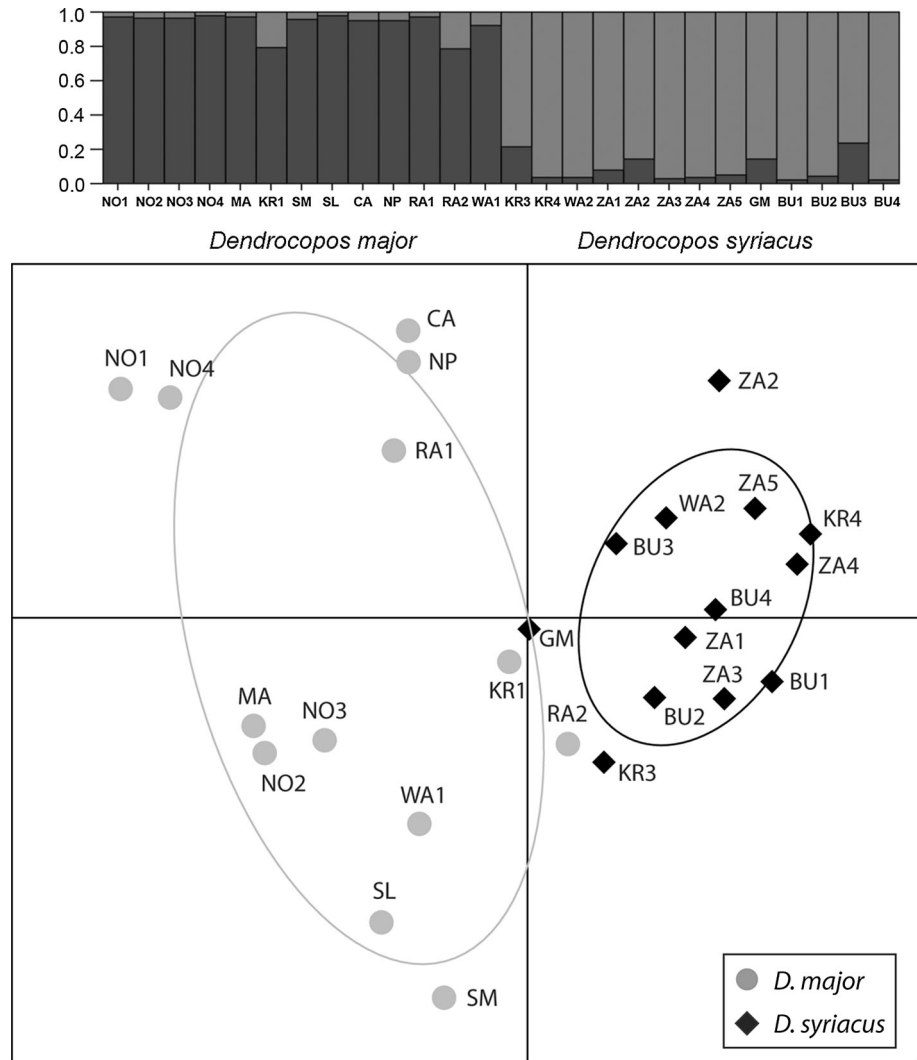 1.0
0.8
0.6
0.4
0.2
0.0
NO1 NO2 NO3 NO4 MA KR1 SM SL CA NP RA1 RA2 WA1 KR3 KR4 WA2 ZA1 ZA2 ZA3 ZA4 ZA5 GM BU1 BU2 BU3 BU4
Dendrocopos major Dendrocopos syriacus
CA
NO1 NO4 NP
ZA2
RA1
ZA5
WA2 KR4
BU3
ZA4
BU4
GM ZA1
KR1 ZA3 BU1
MA NO3 RA2 BU2
NO2 KR3
WA1
SL
SM
D. major
D. syriacus